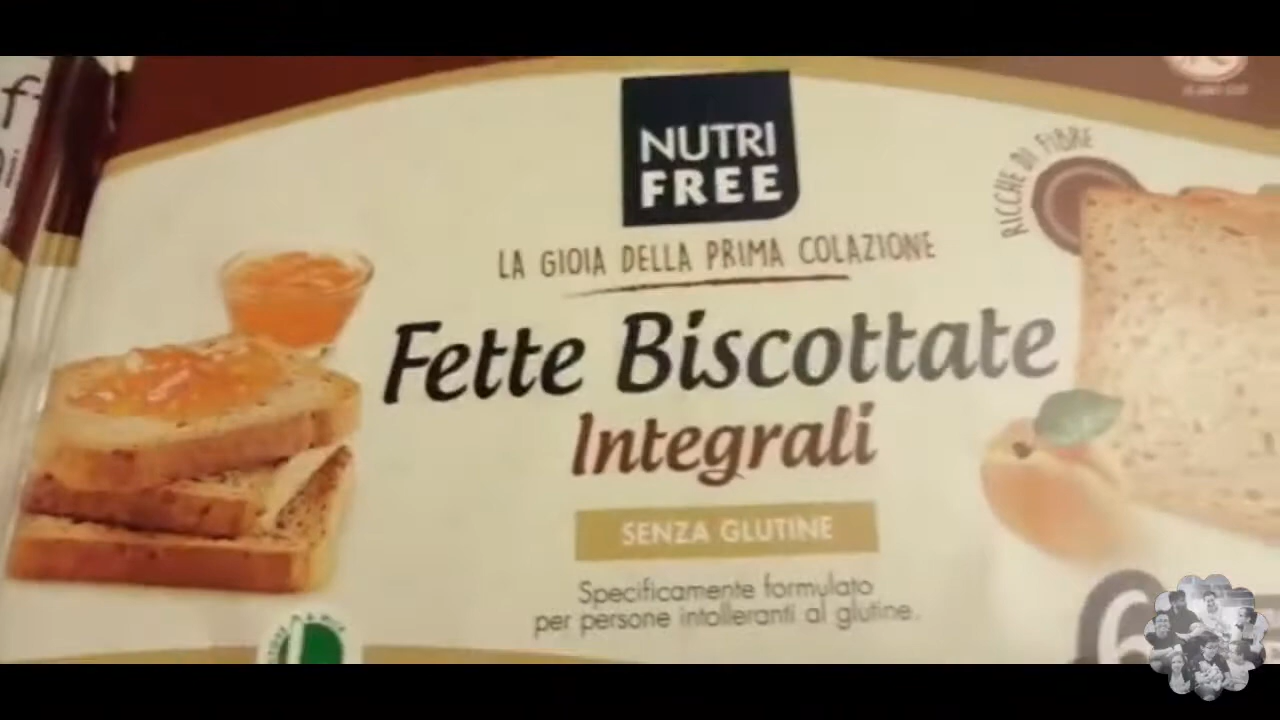 NUTRI
FREE
RICCHE DI FIBRE
LA GIOIA DELLA PRIMA COLAZIONE
Fette Biscottate
Integrali
SENZA GLUTINE
Specificamente formulato
per persone intolleranti al glutine.
6